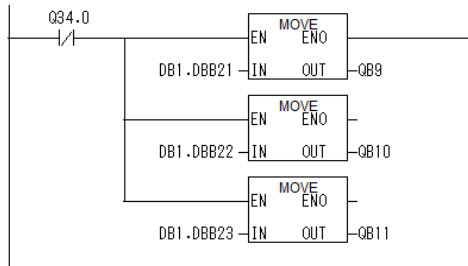 Q34.0
MOVE
EN ENO
DB1.DBB21 IN OUT QB9
MOVE
EN ENO
DB1.DBB22 IN OUT QB10
MOVE
EN ENO
DB1.DBB23 IN OUT QB11